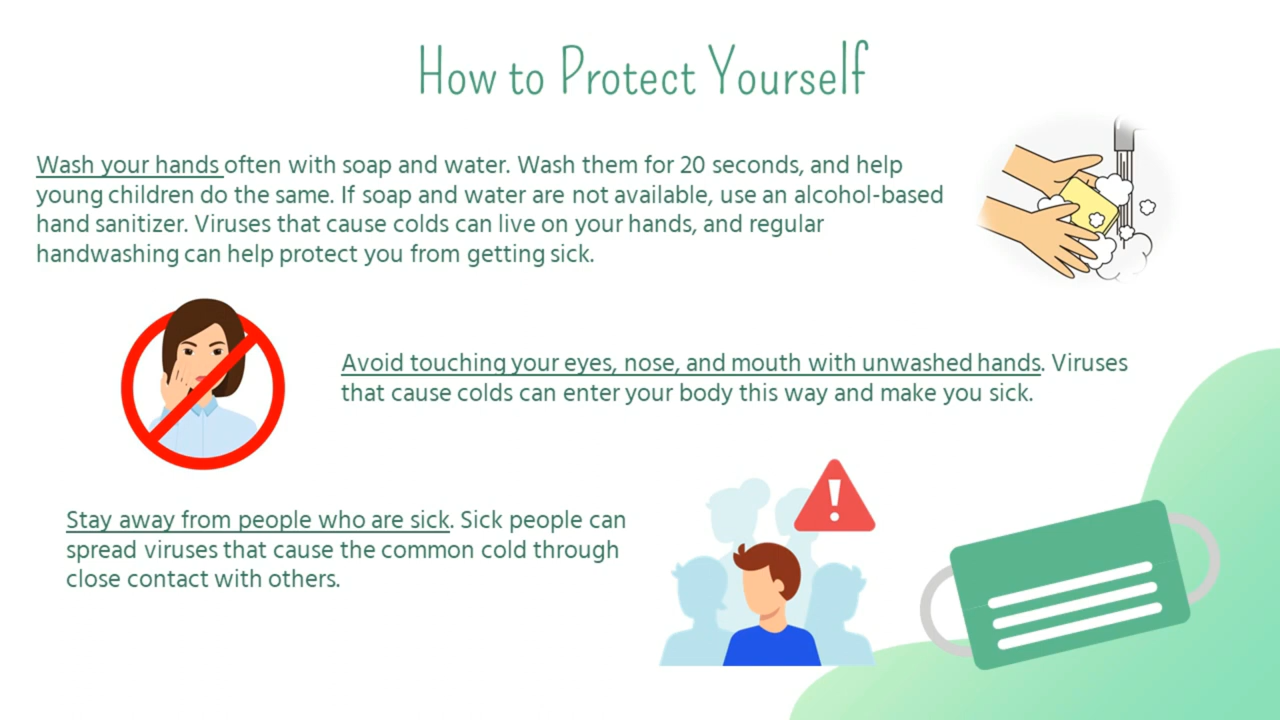 How to Protect Yourself
Wash your hands often with soap and water. Wash them for 20 seconds, and help
young children do the same. If soap and water are not available, use an alcohol-based
hand sanitizer. Viruses that cause colds can live on your hands, and regular
handwashing can help protect you from getting sick.
Avoid touching your eyes, nose, and mouth with unwashed hands. Viruses
that cause colds can enter your body this way and make you sick.
Stay away from people who are sick. Sick people can
spread viruses that cause the common cold through
close contact with others.